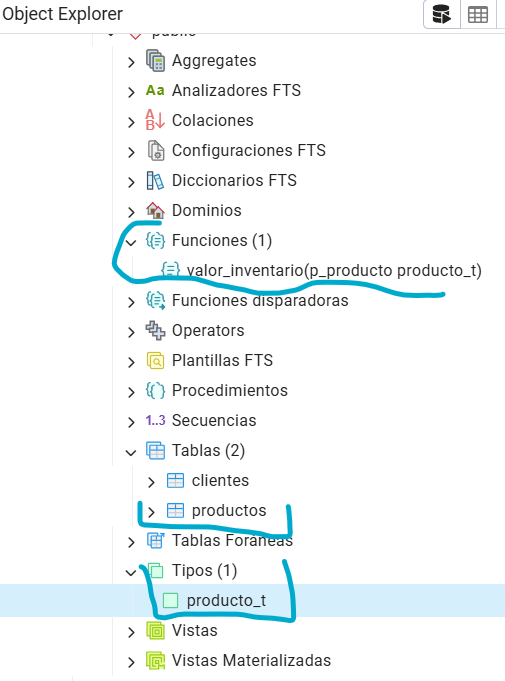 Object Explorer
public
Aggregates
Aa Analizadores FTS
AB Colaciones
Configuraciones FTS
Diccionarios FTS
Dominios
Funciones (1)
valor_inventario(p_producto producto_t)
Funciones disparadoras
Operators
Plantillas FTS
Procedimientos
1..3 Secuencias
Tablas (2)
clientes
productos
Tablas Foráneas
Tipos (1)
producto_t
Vistas
Vistas Materializadas